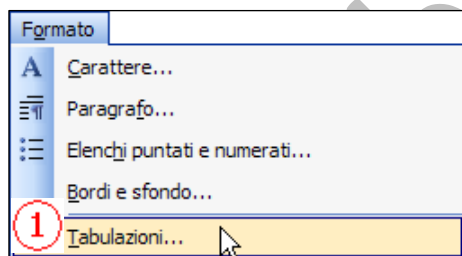 Formato
Carattere...
Paragrafo...
Elenchi puntati e numerati...
Bordi e sfondo...
1
Tabulazioni...